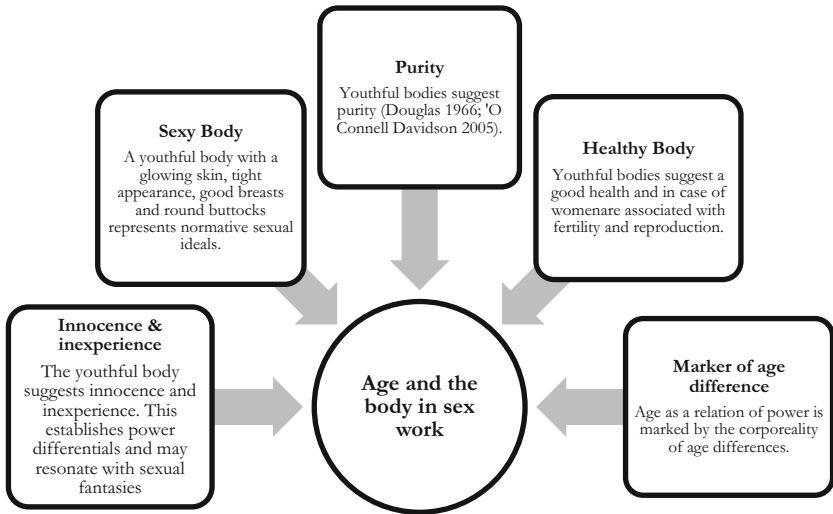 Purity
Youthful bodies suggest
purity (Douglas 1966; 'O
Connell Davidson 2005).
Sexy Body
A youthful body with a
glowing skin, tight
appearance, good breasts
and round buttocks
represents normative sexual
ideals.
Healthy Body
Youthful bodies suggest a
good health and in case of
womenare associated with
fertility and reproduction.
Innocence &
inexperience
The youthful body
suggests innocence and
inexperience. This
establishes power
differentials and may
resonate with sexual
fantasies
Age and the
body in sex
work
Marker of age
difference
Age as a relation of power is
marked by the corporeality
of age differences.